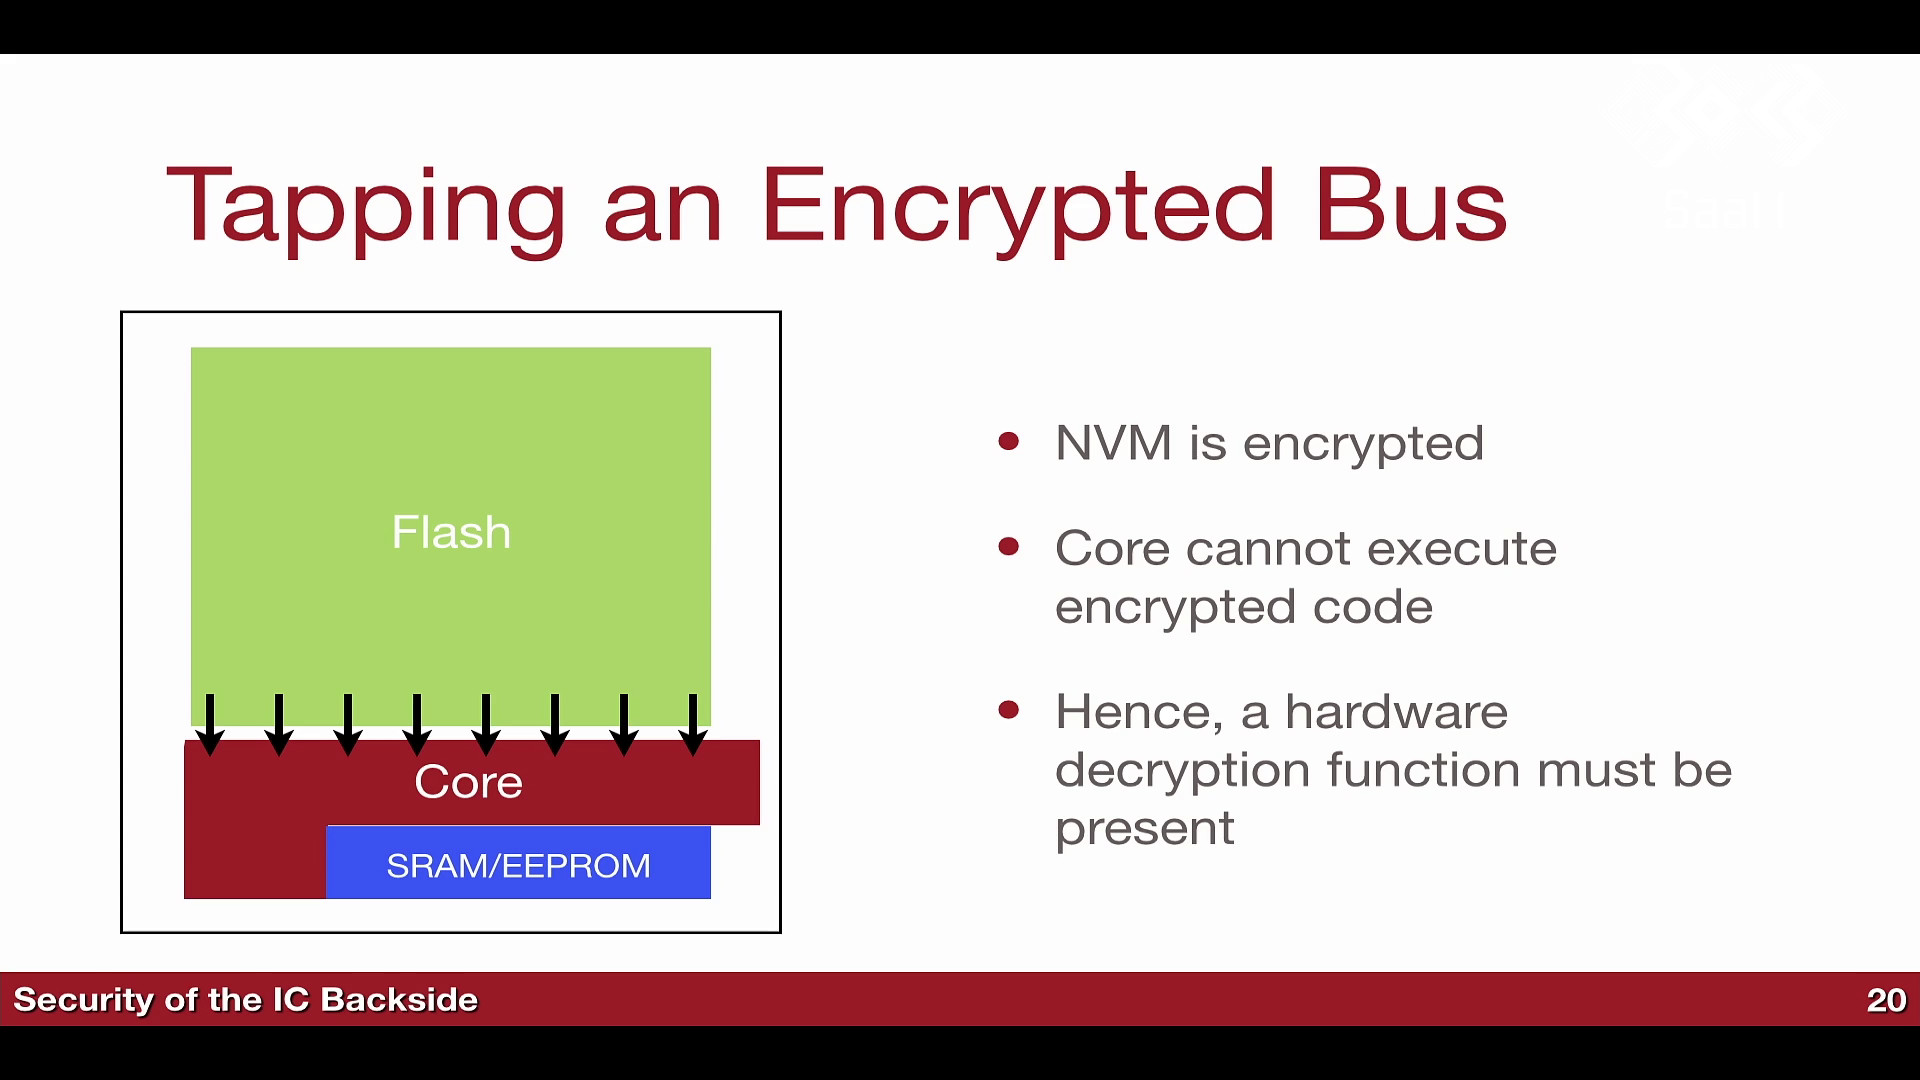 Tapping an Encrypted Bus
Flash
Core
SRAM/EEPROM
• NVM is encrypted
• Core cannot execute
encrypted code
• Hence, a hardware
decryption function must be
present
Security of the IC Backside
20